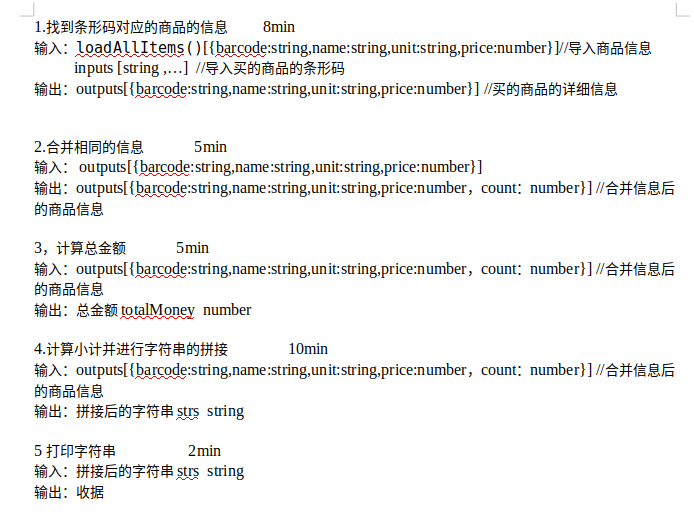 1.找到条形码对应的商品的信息 8min
输入：loadAllItems()[{barcode:string,name:string,unit:string,price:number}]//导入商品信息
inputs [string ,…] //导入买的商品的条形码
输出：outputs[{barcode:string,name:string,unit:string,price:number}] //买的商品的详细信息
2.合并相同的信息 5min
输入： outputs[{barcode:string,name:string,unit:string,price:number}]
输出：outputs[{barcode:string,name:string,unit:string,price:number，count：number}] //合并信息后
的商品信息
3，计算总金额 5min
输入：outputs[{barcode:string,name:string,unit:string,price:number，count：number}] //合并信息后
的商品信息
输出：总金额 totalMoney number
4.计算小计并进行字符串的拼接 10min
输入：outputs[{barcode:string,name:string,unit:string,price:number，count：number}] //合并信息后
的商品信息
输出：拼接后的字符串 strs string
5 打印字符串 2min
输入：拼接后的字符串 strs string
输出：收据